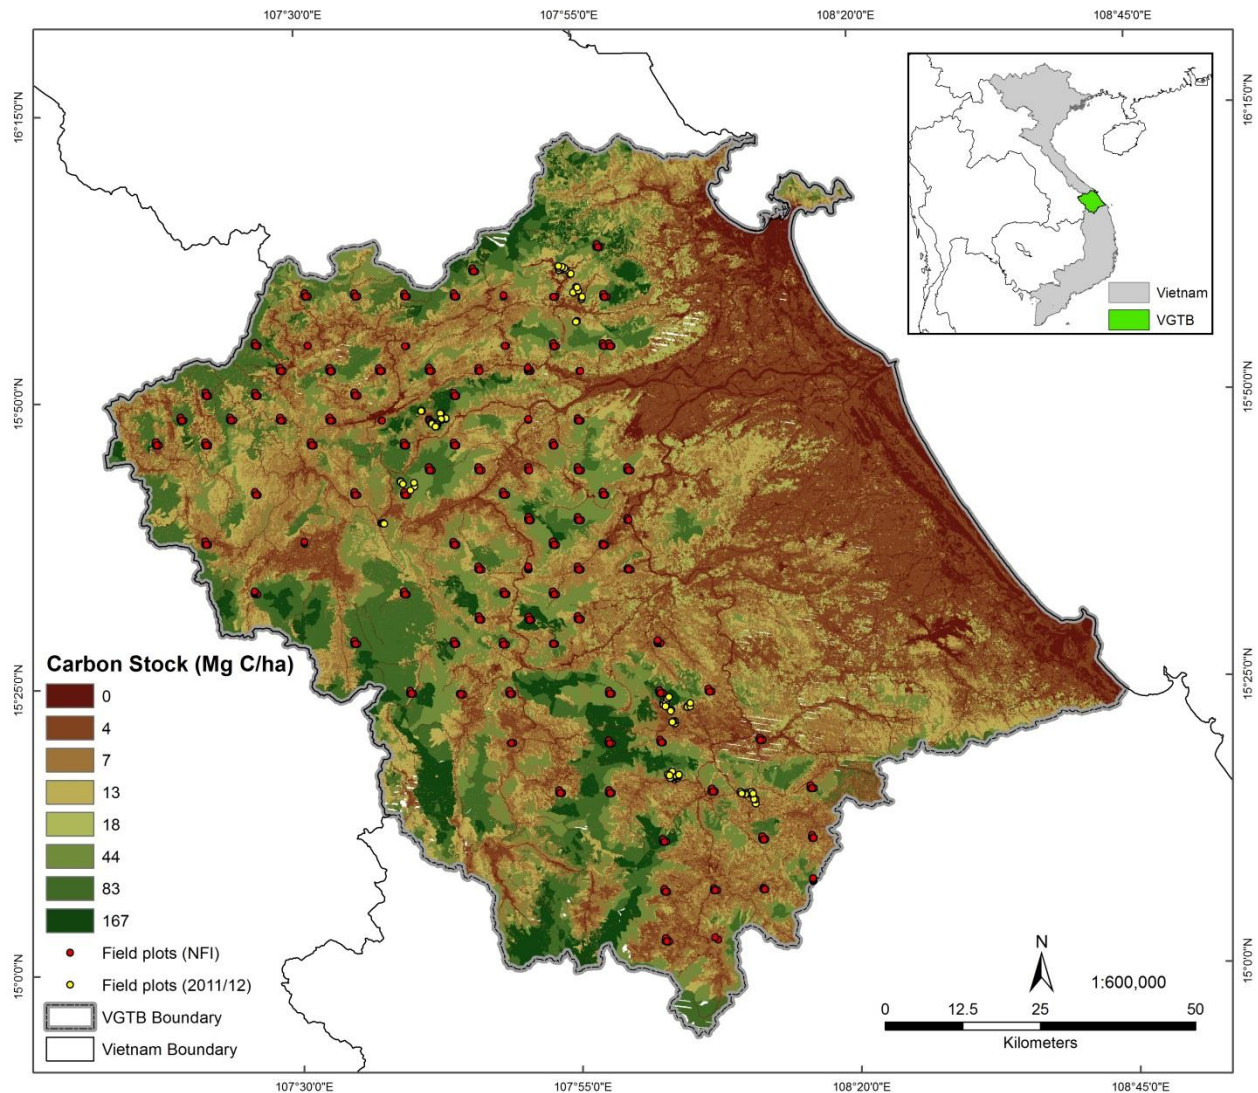 107°30'0"E 107°55'0"E 108°20'0"E 108°45'0"E
16°15'0"N
16°15'0"N
Vietnam
VGTB
15°50'0"N
15°50'0"N
15°25'0"N
15°25'0"N
Carbon Stock (Mg C/ha)
0
4
7
13
18
44
83
167
Field plots (NFI)
Field plots (2011/12)
VGTB Boundary
Vietnam Boundary
15°0'0"N
15°0'0"N
N
1:600,000
0 12.5 25 50
Kilometers
107°30'0"E 107°55'0"E 108°20'0"E 108°45'0"E